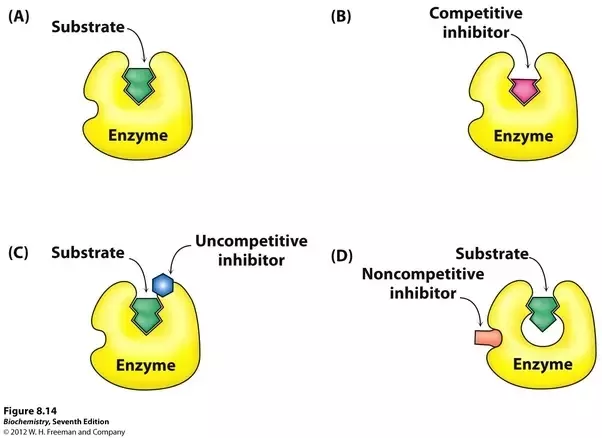 (A)
Substrate
Enzyme
(B)
Competitive
inhibitor
Enzyme
(C)
Substrate
Uncompetitive
inhibitor
Enzyme
(D)
Substrate
Noncompetitive
inhibitor
Enzyme
Figure 8.14
Biochemistry, Seventh Edition
© 2012 W. H. Freeman and Company